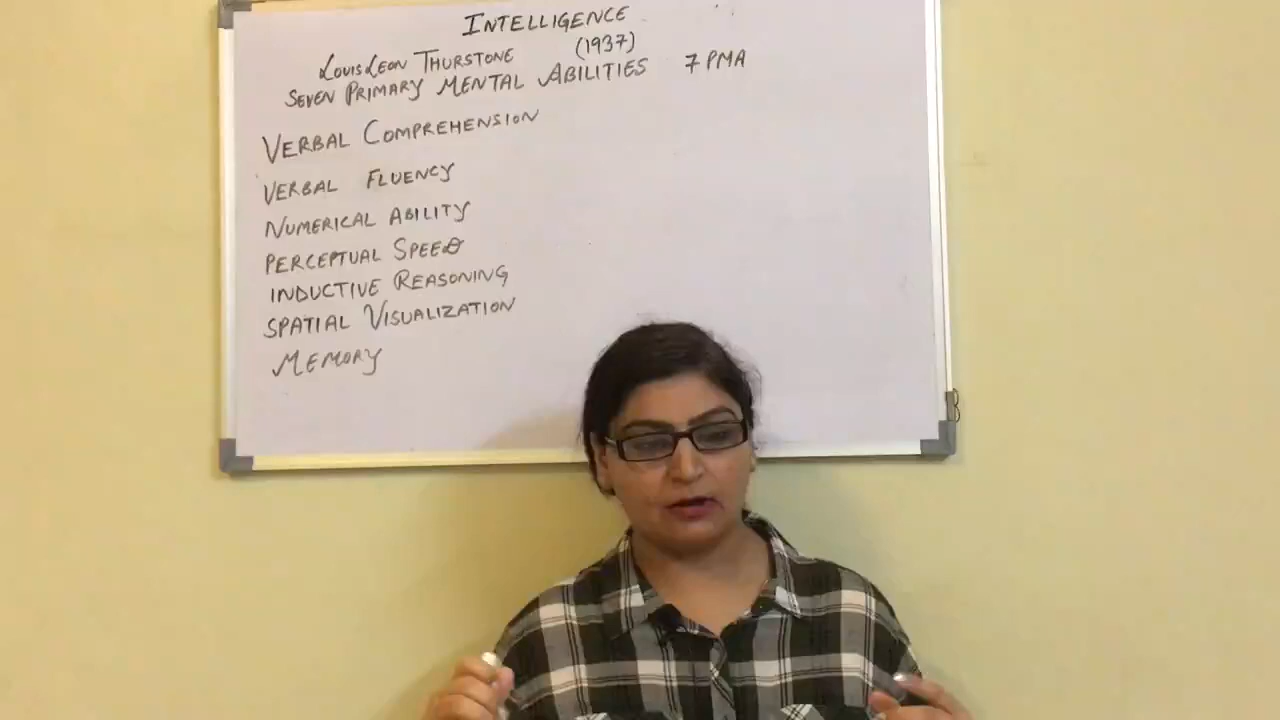 INTELLIGENCE
LOUIS LEON THURSTONE (1937)
SEVEN PRIMARY MENTAL ABILITIES 7 PMA
VERBAL COMPREHENSION
VERBAL FLUENCY
NUMERICAL ABILITY
PERCEPTUAL SPEED
INDUCTIVE REASONING
SPATIAL VISUALIZATION
MEMORY